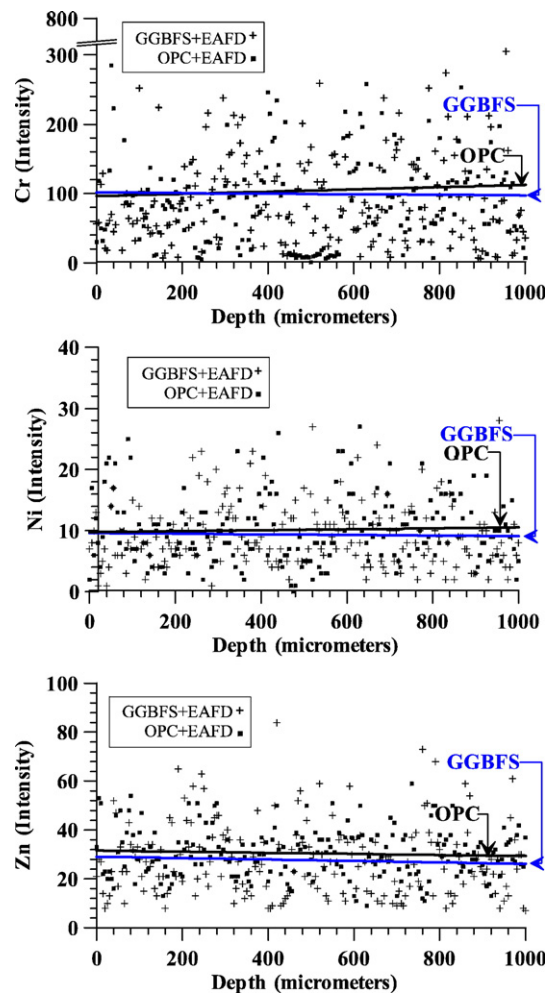 800
300
200
100
0
Cr (Intensity)
GGBFS+EAFD +
OPC+EAFD ▪
GGBFS
OPC
0 200 400 600 800 1000
Depth (micrometers)
40
30
20
10
0
Ni (Intensity)
GGBFS+EAFD +
OPC+EAFD ▪
GGBFS
OPC
0 200 400 600 800 1000
Depth (micrometers)
100
80
60
40
20
0
Zn (Intensity)
GGBFS+EAFD +
OPC+EAFD ▪
GGBFS
OPC
0 200 400 600 800 1000
Depth (micrometers)